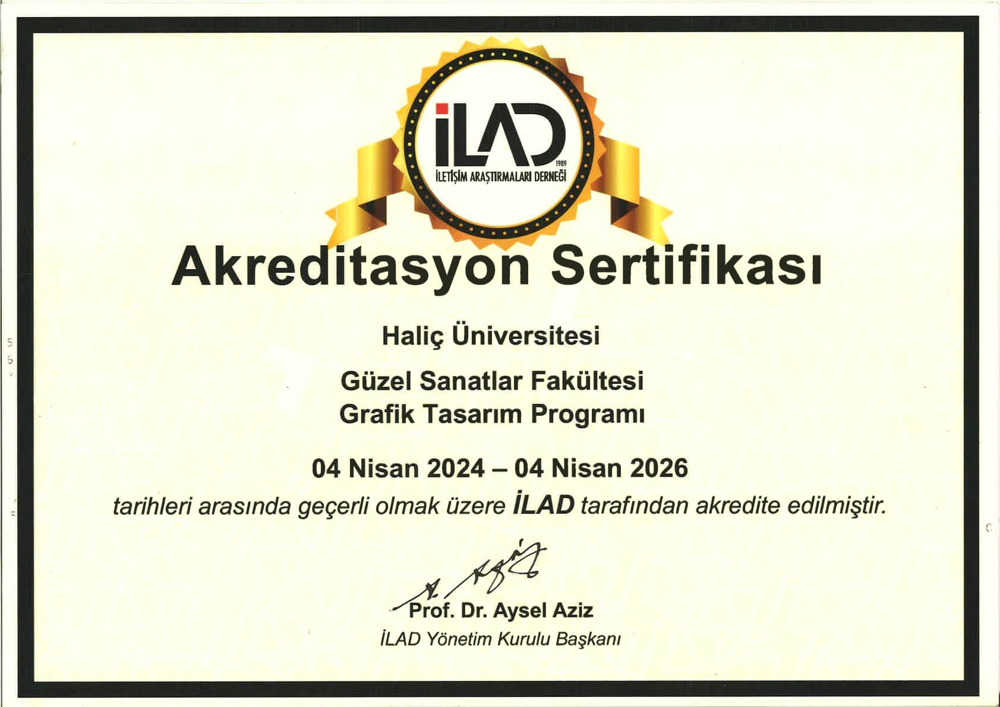 İLAD
1989
İLETİŞİM ARAŞTIRMALARI DERNEĞİ
Akreditasyon Sertifikası
Haliç Üniversitesi
Güzel Sanatlar Fakültesi
Grafik Tasarım Programı
04 Nisan 2024 – 04 Nisan 2026
tarihleri arasında geçerli olmak üzere İLAD tarafından akredite edilmiştir.
A. Aziz
Prof. Dr. Aysel Aziz
İLAD Yönetim Kurulu Başkanı